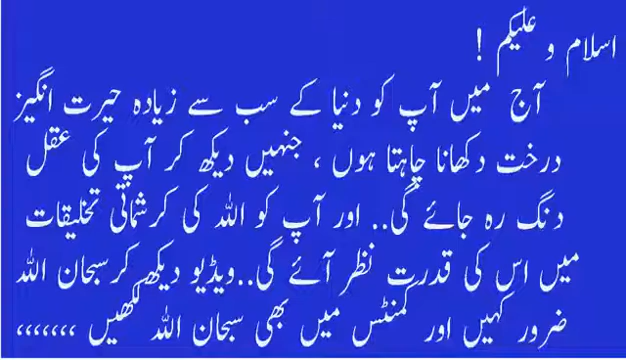 اسلام و علیکم !
آج میں آپ کو دنیا کے سب سے زیادہ حیرت انگیز
درخت دکھانا چاہتا ہوں ، جنہیں دیکھ کر آپ کی عقل
دنگ رہ جائے گی.. اور آپ کو اللہ کی کرشماتی تخلیقات
میں اس کی قدرت نظر آئے گی..ویڈیو دیکھ کرسبحان اللہ
ضرور کہیں اور کمنٹس میں بھی سبحان اللہ لکھیں ،،،،،،،